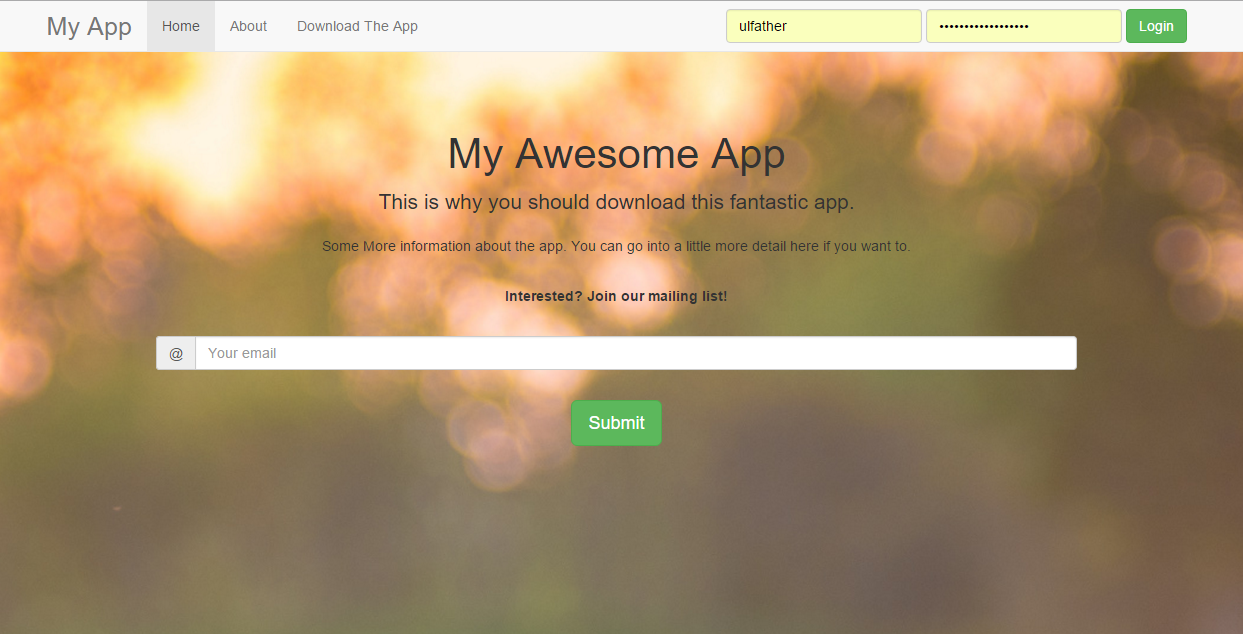 My App Home About Download The App ulfather •••••••••••••••••• Login
My Awesome App
This is why you should download this fantastic app.
Some More information about the app. You can go into a little more detail here if you want to.
Interested? Join our mailing list!
@ Your email
Submit